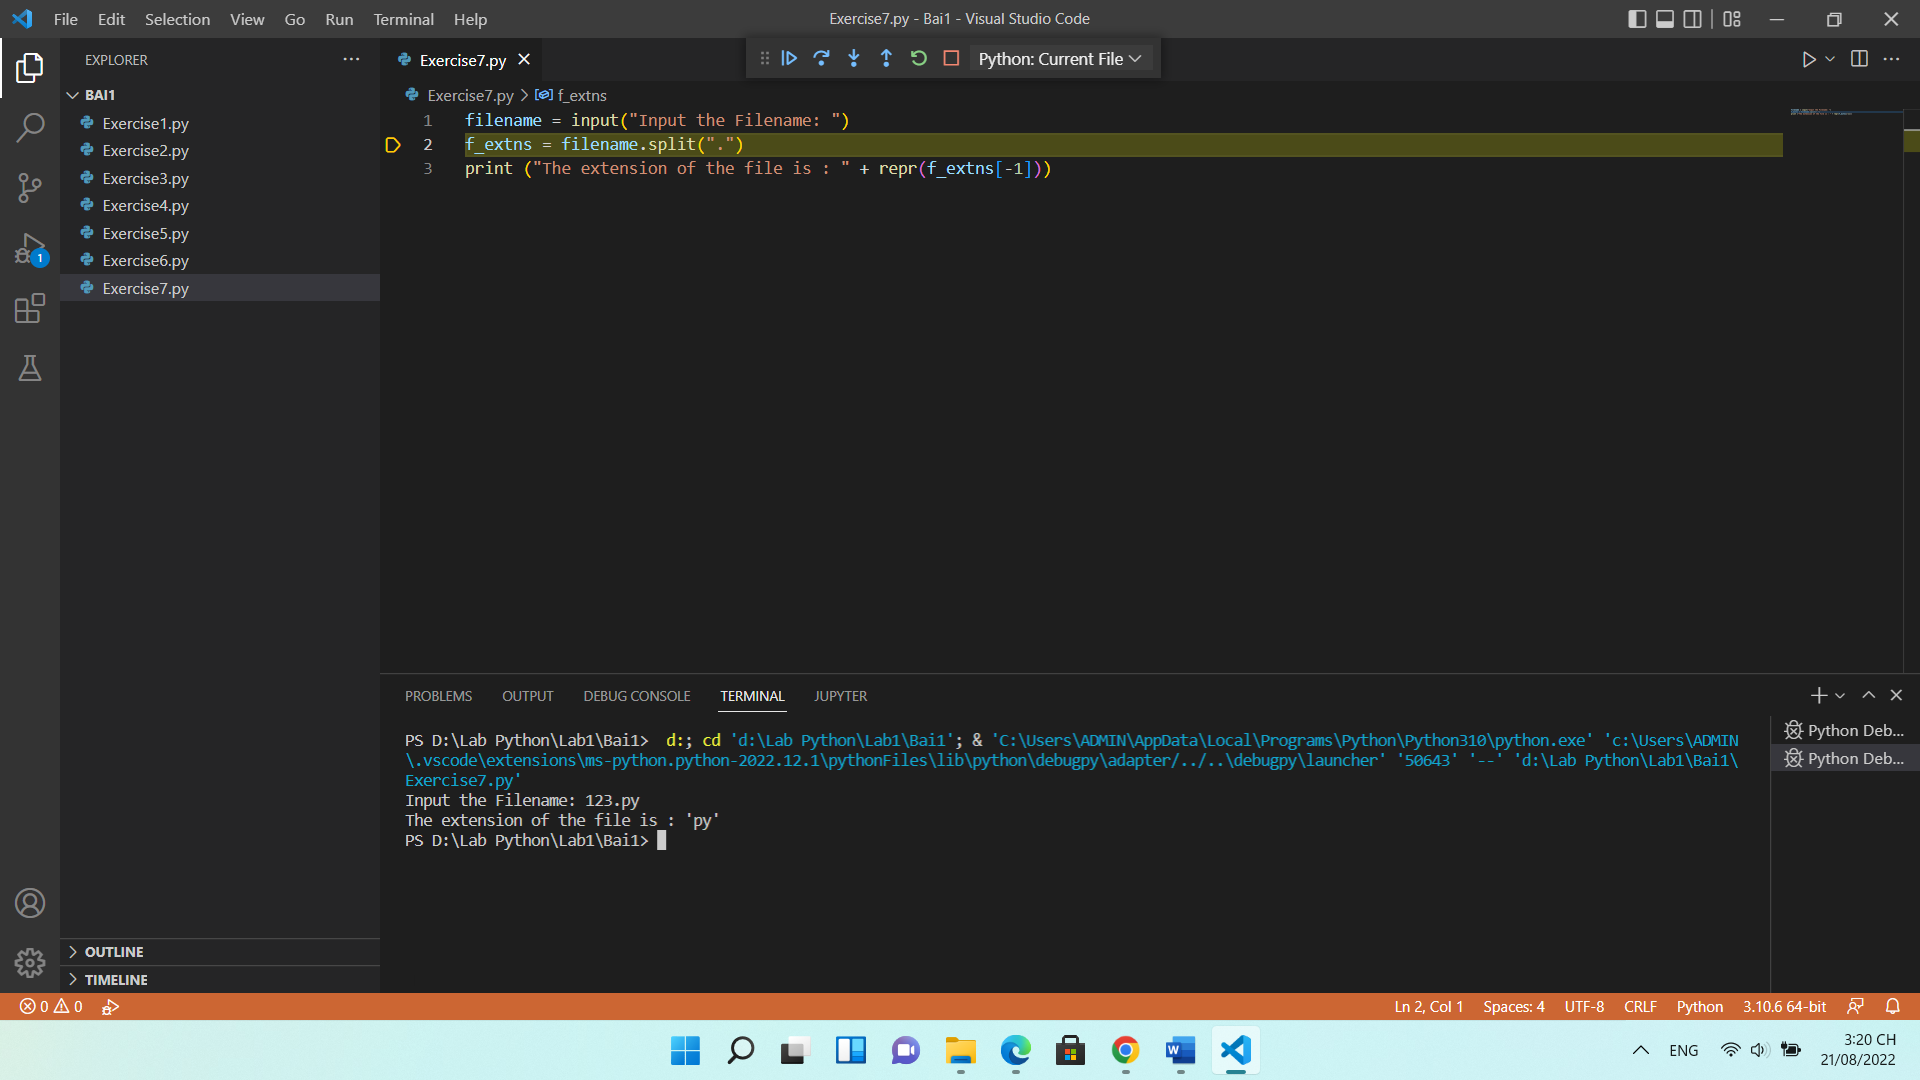 File Edit Selection View Go Run Terminal Help
Exercise7.py - Bai1 - Visual Studio Code
EXPLORER
BAI1
Exercise1.py
Exercise2.py
Exercise3.py
Exercise4.py
Exercise5.py
Exercise6.py
Exercise7.py
1
OUTLINE
TIMELINE
Exercise7.py
Python: Current File
Exercise7.py > f_extns
1 filename = input("Input the Filename: ")
2 f_extns = filename.split(".")
3 print ("The extension of the file is : " + repr(f_extns[-1]))
PROBLEMS OUTPUT DEBUG CONSOLE TERMINAL JUPYTER
PS D:\Lab Python\Lab1\Bai1>  d:; cd 'd:\Lab Python\Lab1\Bai1'; & 'C:\Users\ADMIN\AppData\Local\Programs\Python\Python310\python.exe' 'c:\Users\ADMIN
\.vscode\extensions\ms-python.python-2022.12.1\pythonFiles\lib\python\debugpy\adapter/../..\debugpy\launcher' '50643' '--' 'd:\Lab Python\Lab1\Bai1\
Exercise7.py'
Input the Filename: 123.py
The extension of the file is : 'py'
PS D:\Lab Python\Lab1\Bai1>
Python Deb...
Python Deb...
0 0
Ln 2, Col 1 Spaces: 4 UTF-8 CRLF Python 3.10.6 64-bit
ENG
3:20 CH
21/08/2022